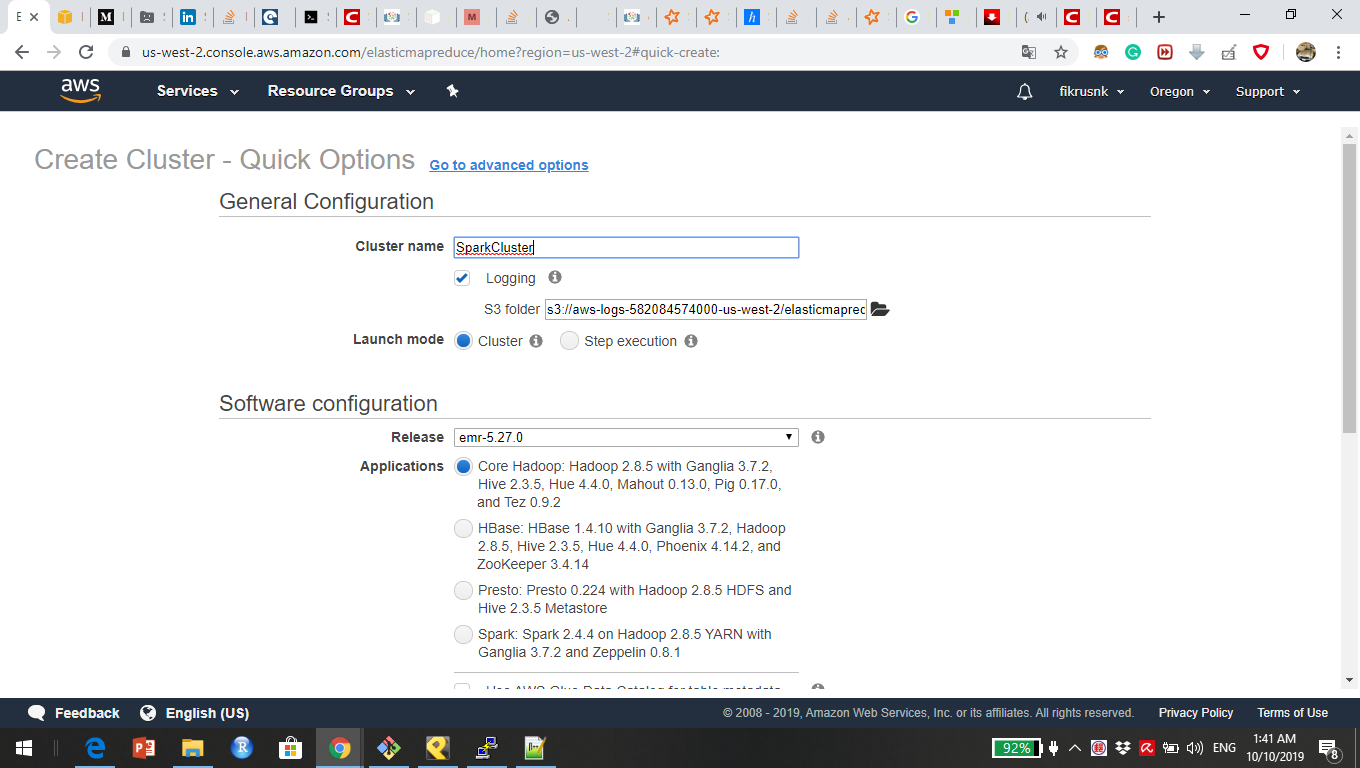 us-west-2.console.aws.amazon.com/elasticmapreduce/home?region=us-west-2#quick-create:
aws
Services
Resource Groups
fikrusnk
Oregon
Support
Create Cluster - Quick Options
Go to advanced options
General Configuration
Cluster name
SparkCluster
Logging
S3 folder
s3://aws-logs-582084574000-us-west-2/elasticmapred
Launch mode
Cluster
Step execution
Software configuration
Release
emr-5.27.0
Applications
Core Hadoop: Hadoop 2.8.5 with Ganglia 3.7.2,
Hive 2.3.5, Hue 4.4.0, Mahout 0.13.0, Pig 0.17.0,
and Tez 0.9.2
HBase: HBase 1.4.10 with Ganglia 3.7.2, Hadoop
2.8.5, Hive 2.3.5, Hue 4.4.0, Phoenix 4.14.2, and
ZooKeeper 3.4.14
Presto: Presto 0.224 with Hadoop 2.8.5 HDFS and
Hive 2.3.5 Metastore
Spark: Spark 2.4.4 on Hadoop 2.8.5 YARN with
Ganglia 3.7.2 and Zeppelin 0.8.1
Use AWS Glue Data Catalog for table metadata
Feedback
English (US)
© 2008 - 2019, Amazon Web Services, Inc. or its affiliates. All rights reserved.
Privacy Policy
Terms of Use
92%
ENG
1:41 AM
10/10/2019
8